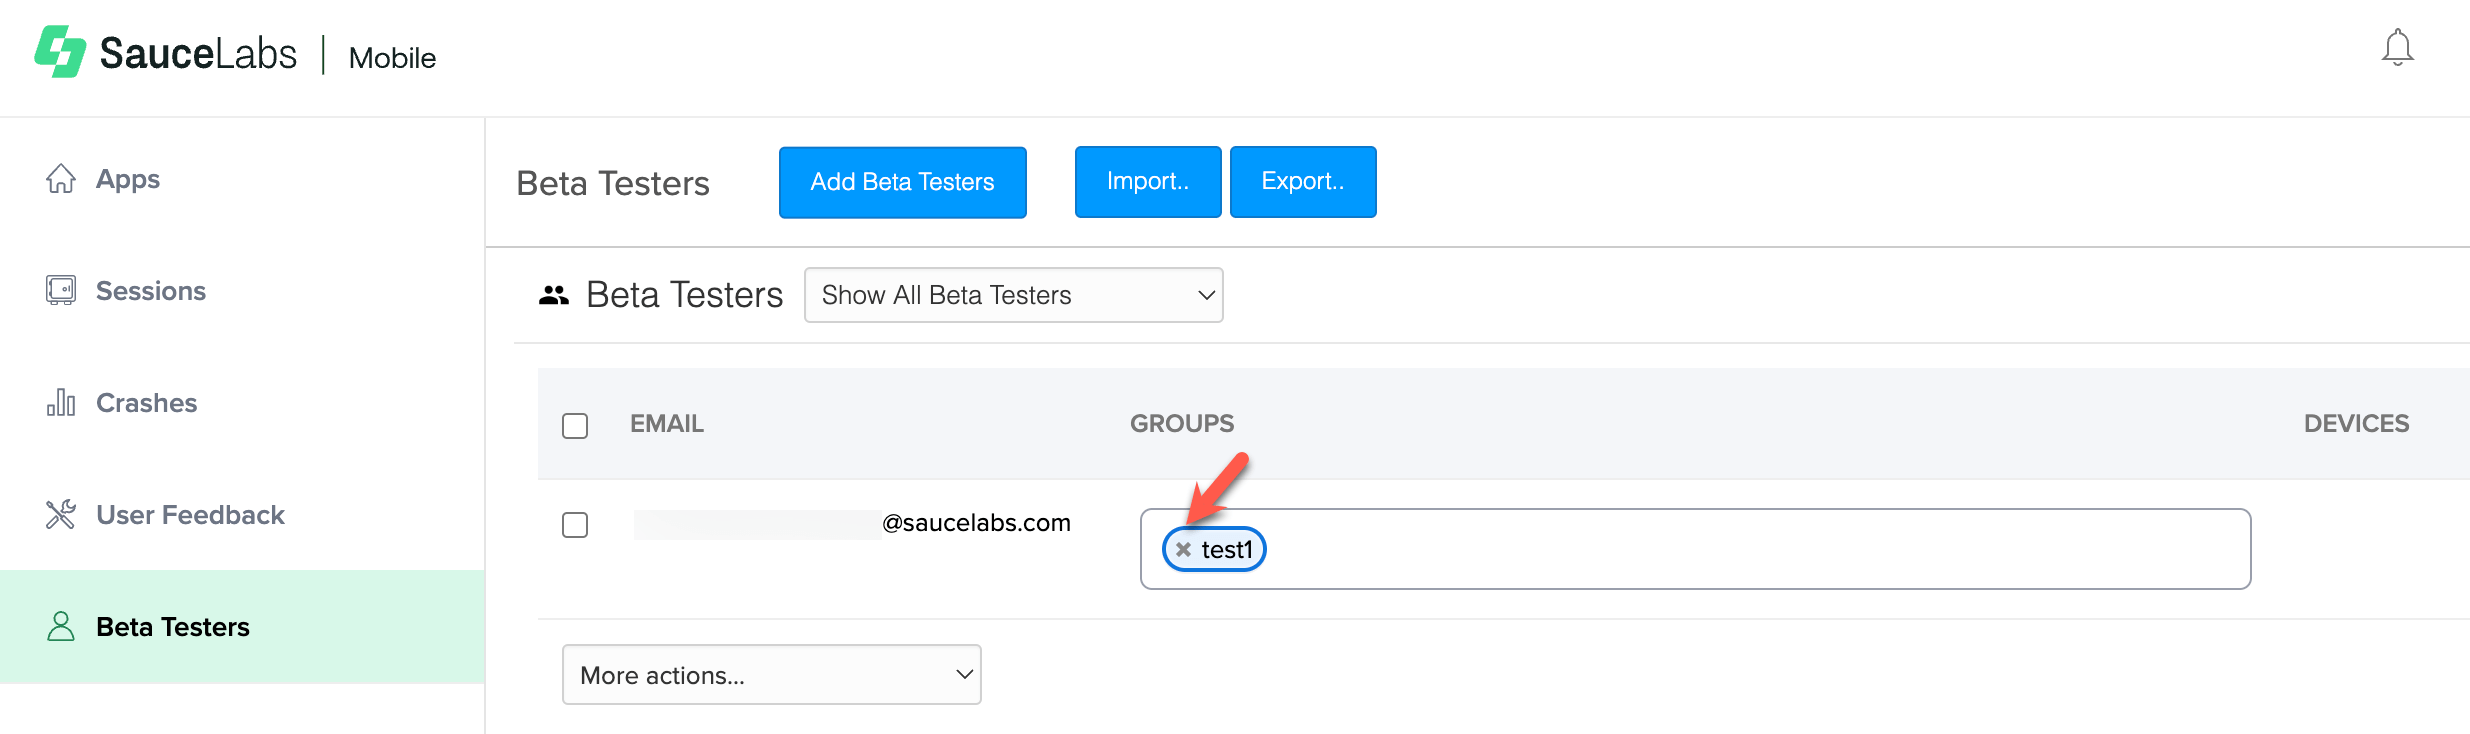 SauceLabs | Mobile
Apps
Sessions
Crashes
User Feedback
Beta Testers
Beta Testers
Add Beta Testers
Import..
Export..
Beta Testers
Show All Beta Testers
EMAIL GROUPS DEVICES
@saucelabs.com
test1
More actions...